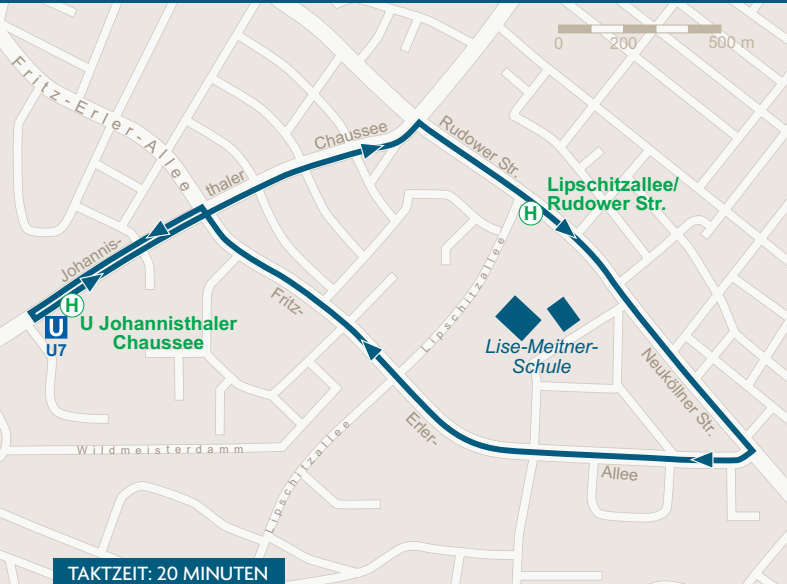 0 200 500 m
Fritz-Erler-Allee
Chaussee
Rudower Str.
thaler
Lipschitzallee/
Rudower Str.
H
Johannis-
Lipschitzallee
H
Fritz-
U Johannisthaler
Chaussee
U
U7
Lise-Meitner-
Schule
Neuköllner Str.
Erler-
Wildmeisterdamm
Lipschitzallee
Allee
TAKTZEIT: 20 MINUTEN